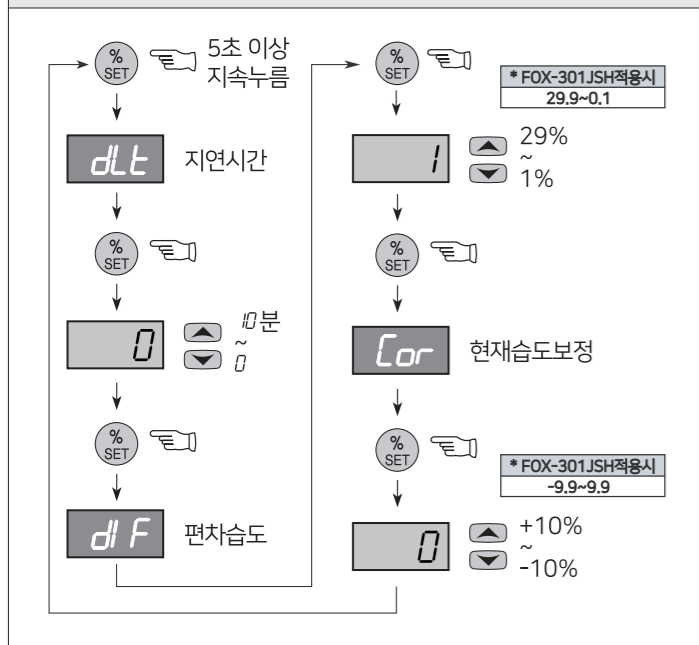 %
SET
5초 이상
지속누름
dLt
지연시간
%
SET
0
10분
~
0
%
SET
dIF
편차습도
%
SET
* FOX-301JSH적용시
29.9~0.1
1
29%
~
1%
%
SET
Cor
현재습도보정
%
SET
* FOX-301JSH적용시
-9.9~9.9
0
+10%
~
-10%